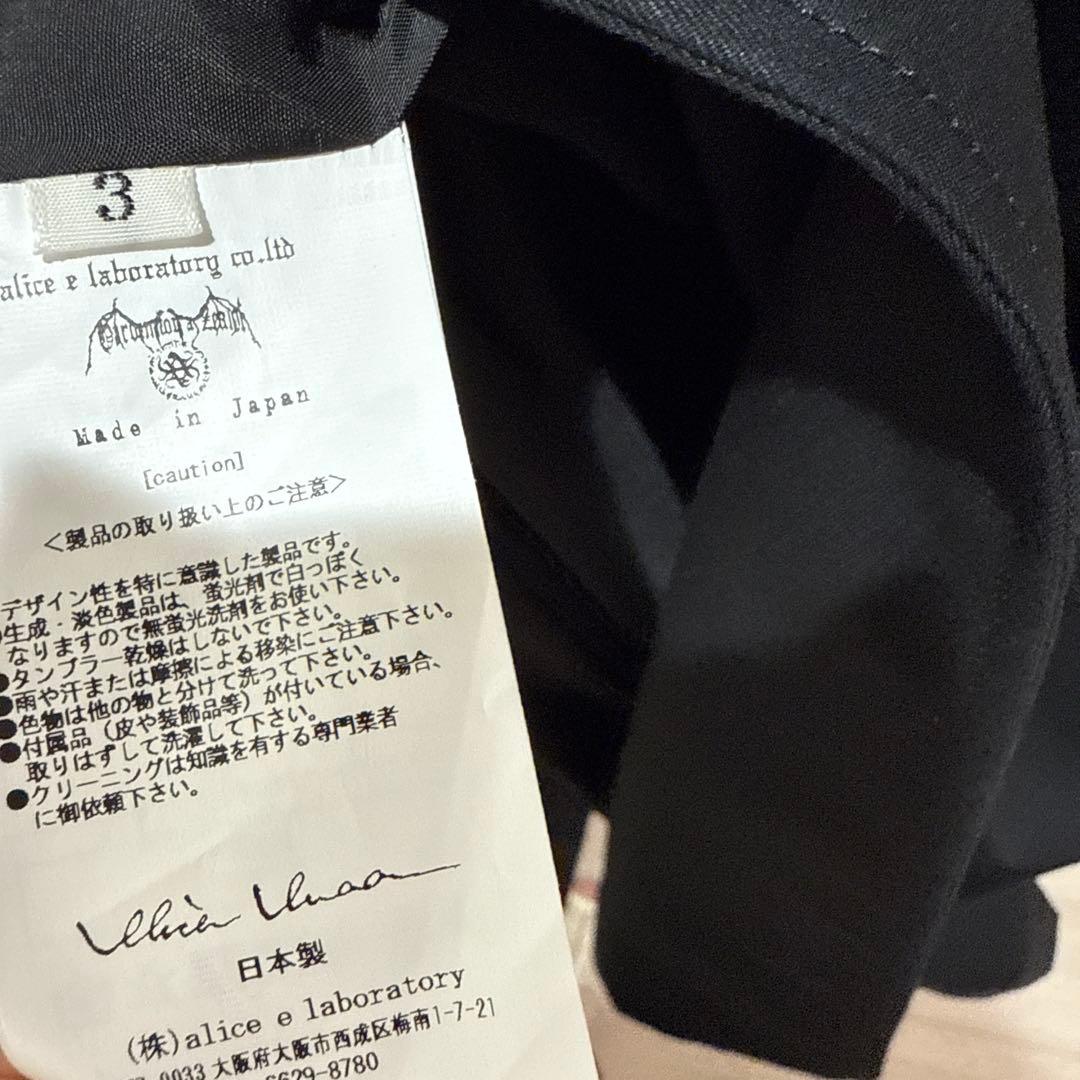 3
alice e laboratory co.ltd
Made in Japan
[caution]
<製品の取り扱い上のご注意>
デザイン性を特に意識した製品です。
生成・淡色製品は、蛍光剤で白っぽく
なりますので無蛍光洗剤をお使い下さい。
●タンブラー乾燥はしないで下さい。
●雨や汗または摩擦による移染にご注意下さい。
●色物は他の物と分けて洗って下さい。
●付属品(皮や装飾品等)が付いている場合、
取りはずして洗濯して下さい。
●クリーニングは知識を有する専門業者
に御依頼下さい。
日本製
(株)alice e laboratory
0033 大阪府大阪市西成区梅南1-7-21
6629-8780